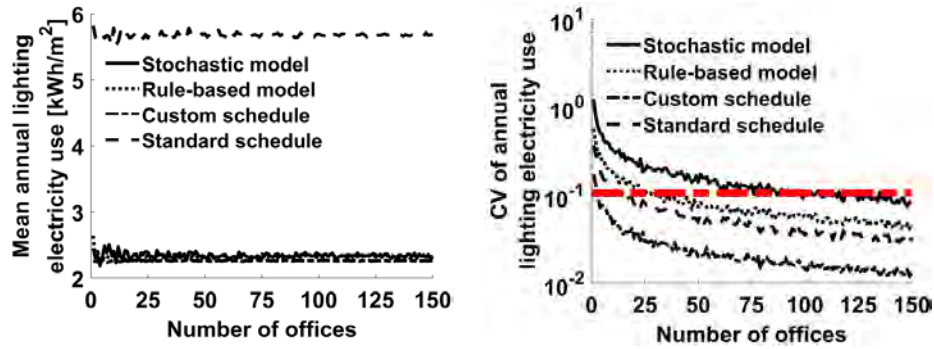 Mean annual lighting
electricity use [kWh/m²]
6
5
4
3
2
Stochastic model
Rule-based model
Custom schedule
Standard schedule
0 25 50 75 100 125 150
Number of offices
CV of annual
lighting electricity use
10¹
10⁰
10⁻¹
10⁻²
Stochastic model
Rule-based model
Custom schedule
Standard schedule
0 25 50 75 100 125 150
Number of offices